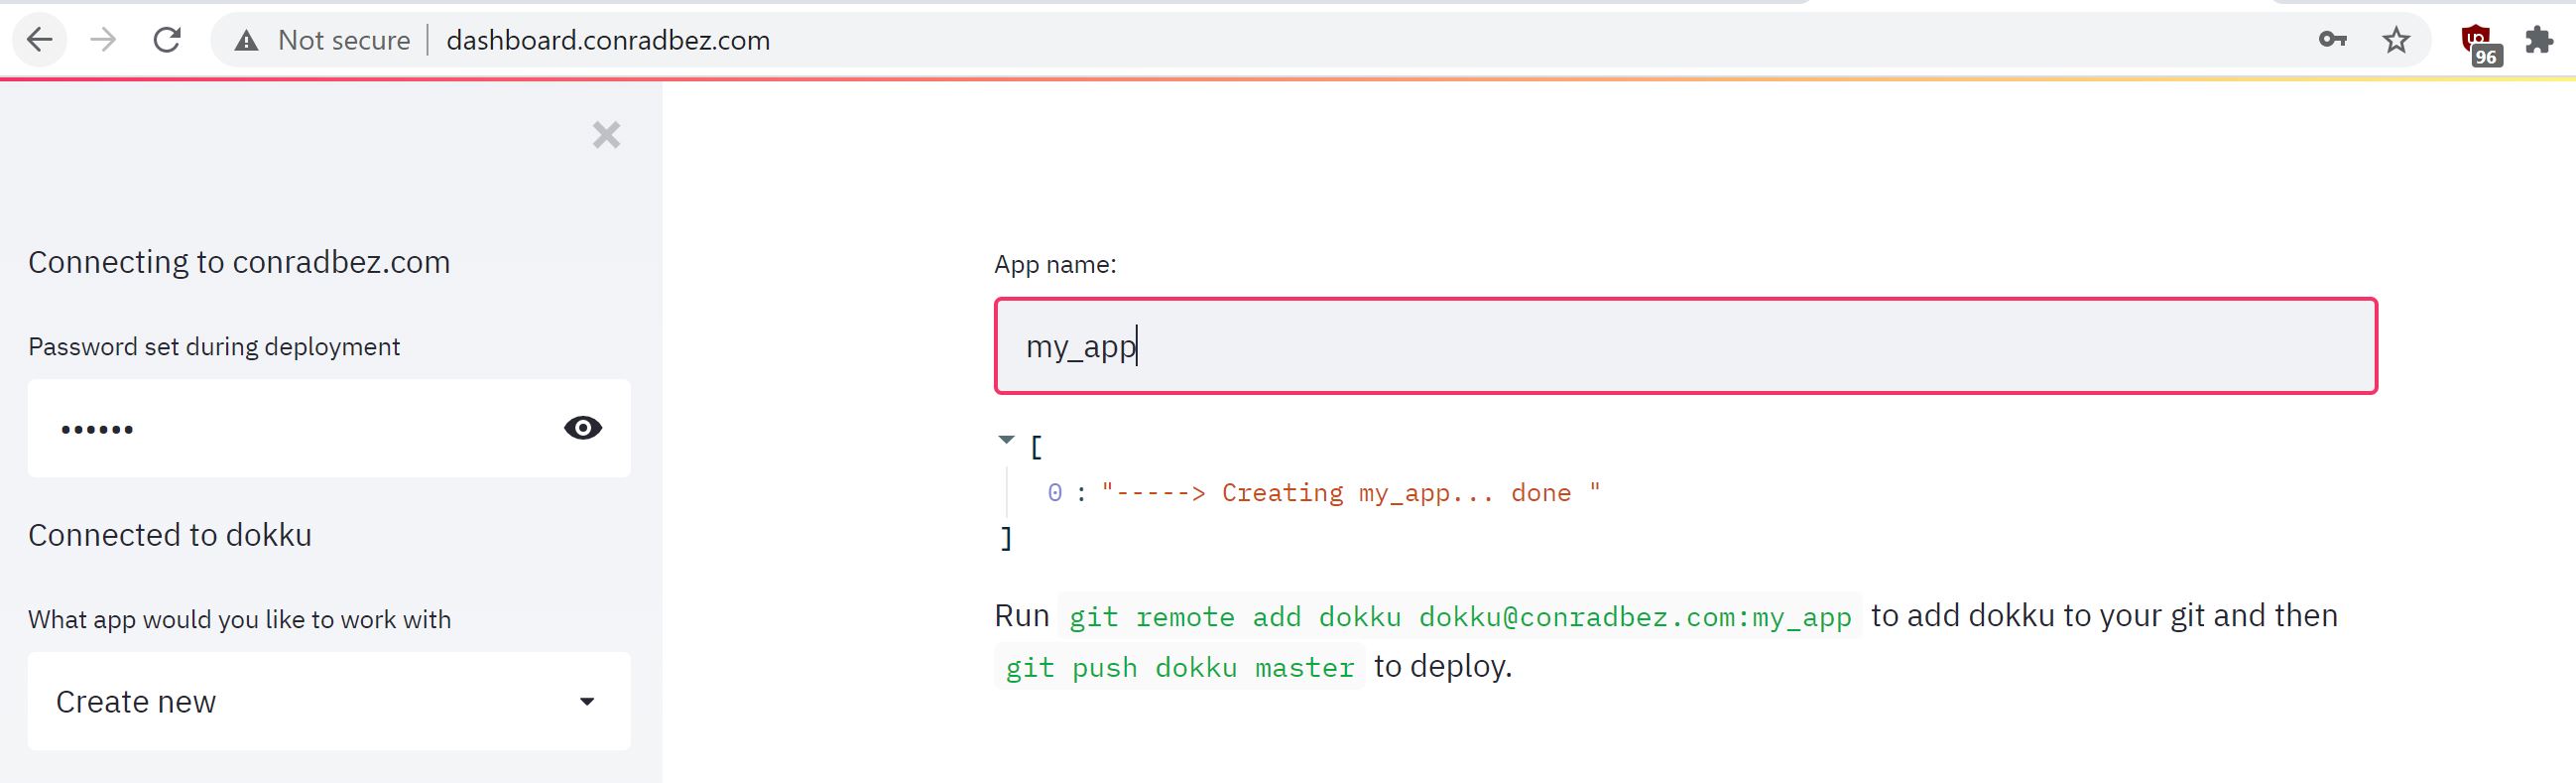 Not secure
dashboard.conradbez.com
96
Connecting to conradbez.com
Password set during deployment
••••••
Connected to dokku
What app would you like to work with
Create new
App name:
my_app
[
0 : "-----> Creating my_app... done "
]
Run git remote add dokku dokku@conradbez.com:my_app to add dokku to your git and then
git push dokku master to deploy.